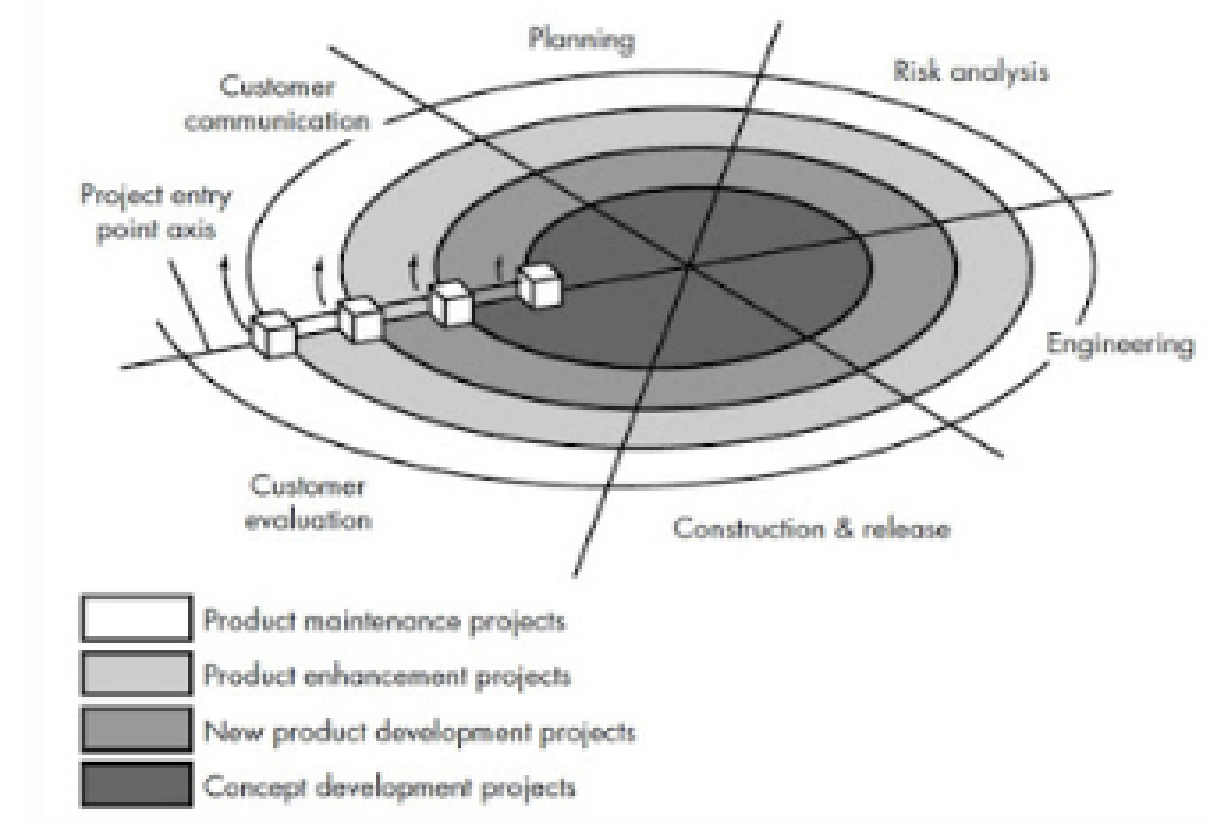 Planning
Risk analysis
Customer
communication
Project entry
point axis
Engineering
Customer
evaluation
Construction & release
Product maintenance projects
Product enhancement projects
New product development projects
Concept development projects